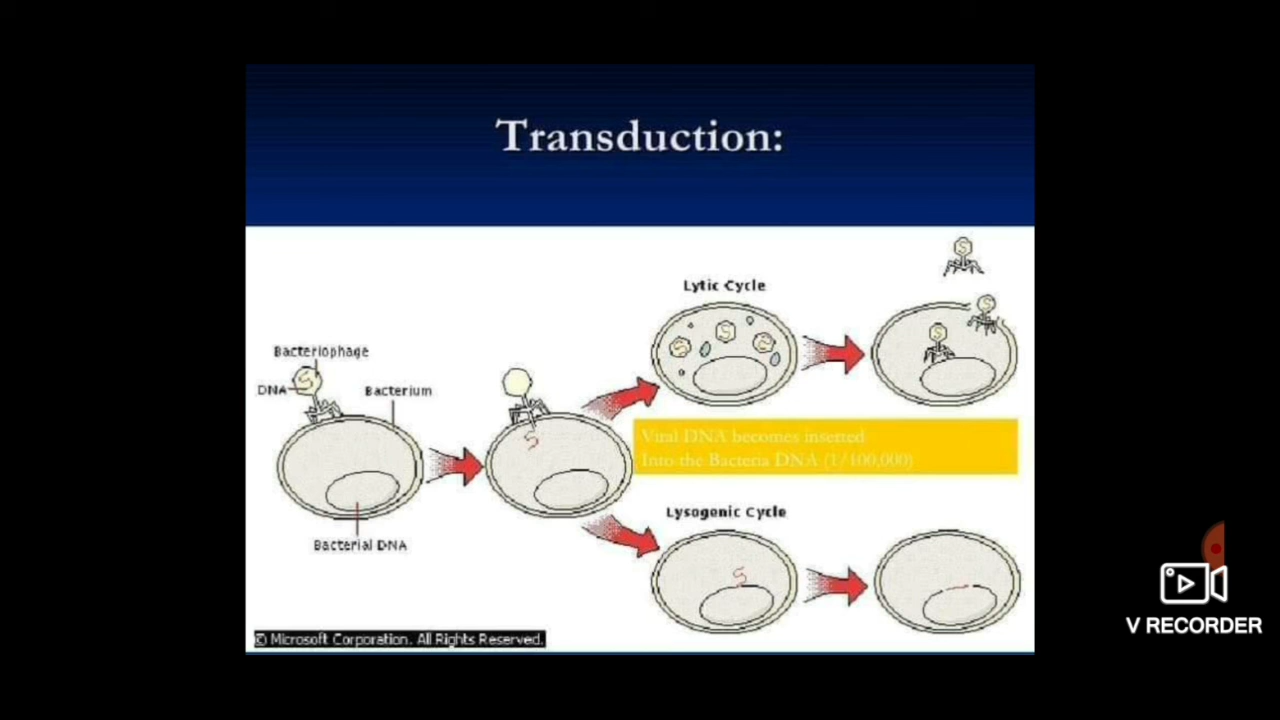 Transduction:
Lytic Cycle
Bacteriophage
DNA
Bacterium
Viral DNA becomes inserted
Into the Bacteria DNA (1/100,000)
Lysogenic Cycle
Bacterial DNA
© Microsoft Corporation. All Rights Reserved.
V RECORDER